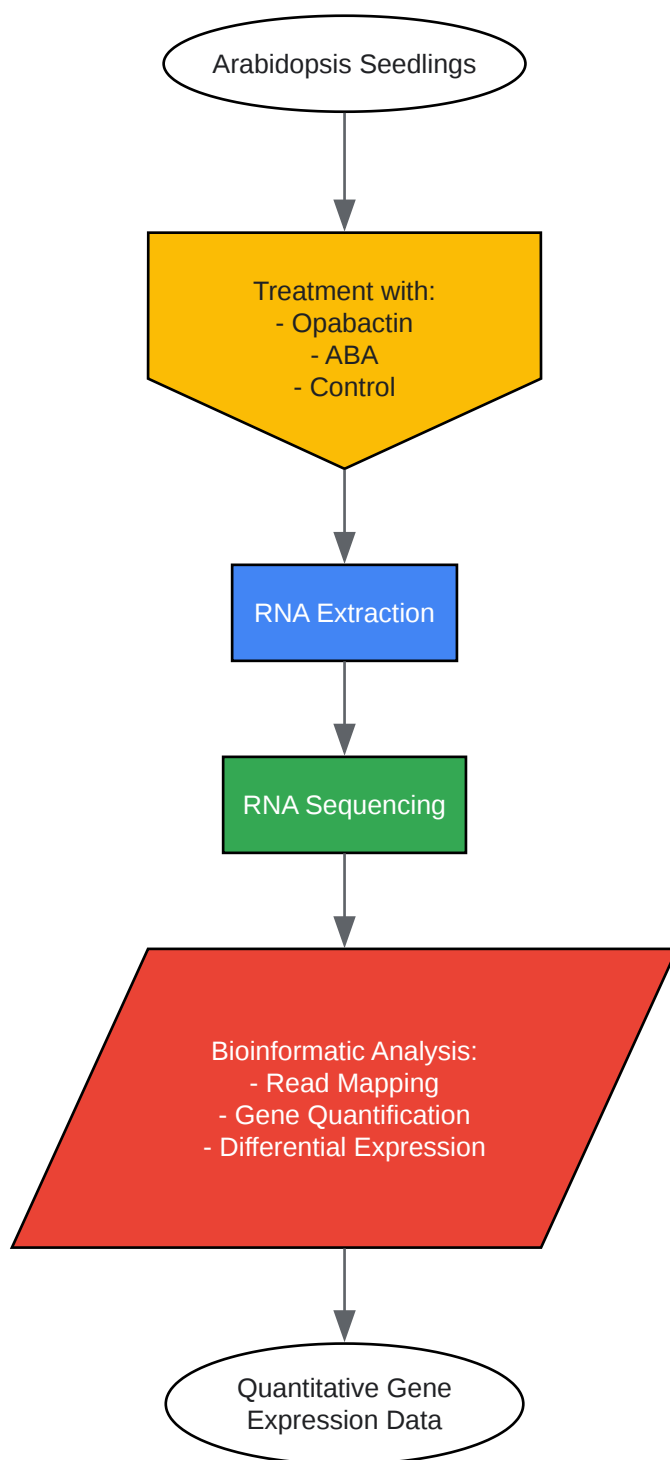 Arabidopsis Seedlings
Treatment with:
- Opabactin
- ABA
- Control
RNA Extraction
RNA Sequencing
Bioinformatic Analysis:
- Read Mapping
- Gene Quantification
- Differential Expression
Quantitative Gene
Expression Data